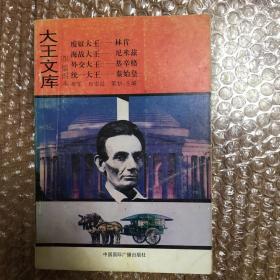 大王文库
废奴大王——林肯
海战大王——尼米兹
外交大王——基辛格
统一大王——秦始皇
中国国际广播出版社